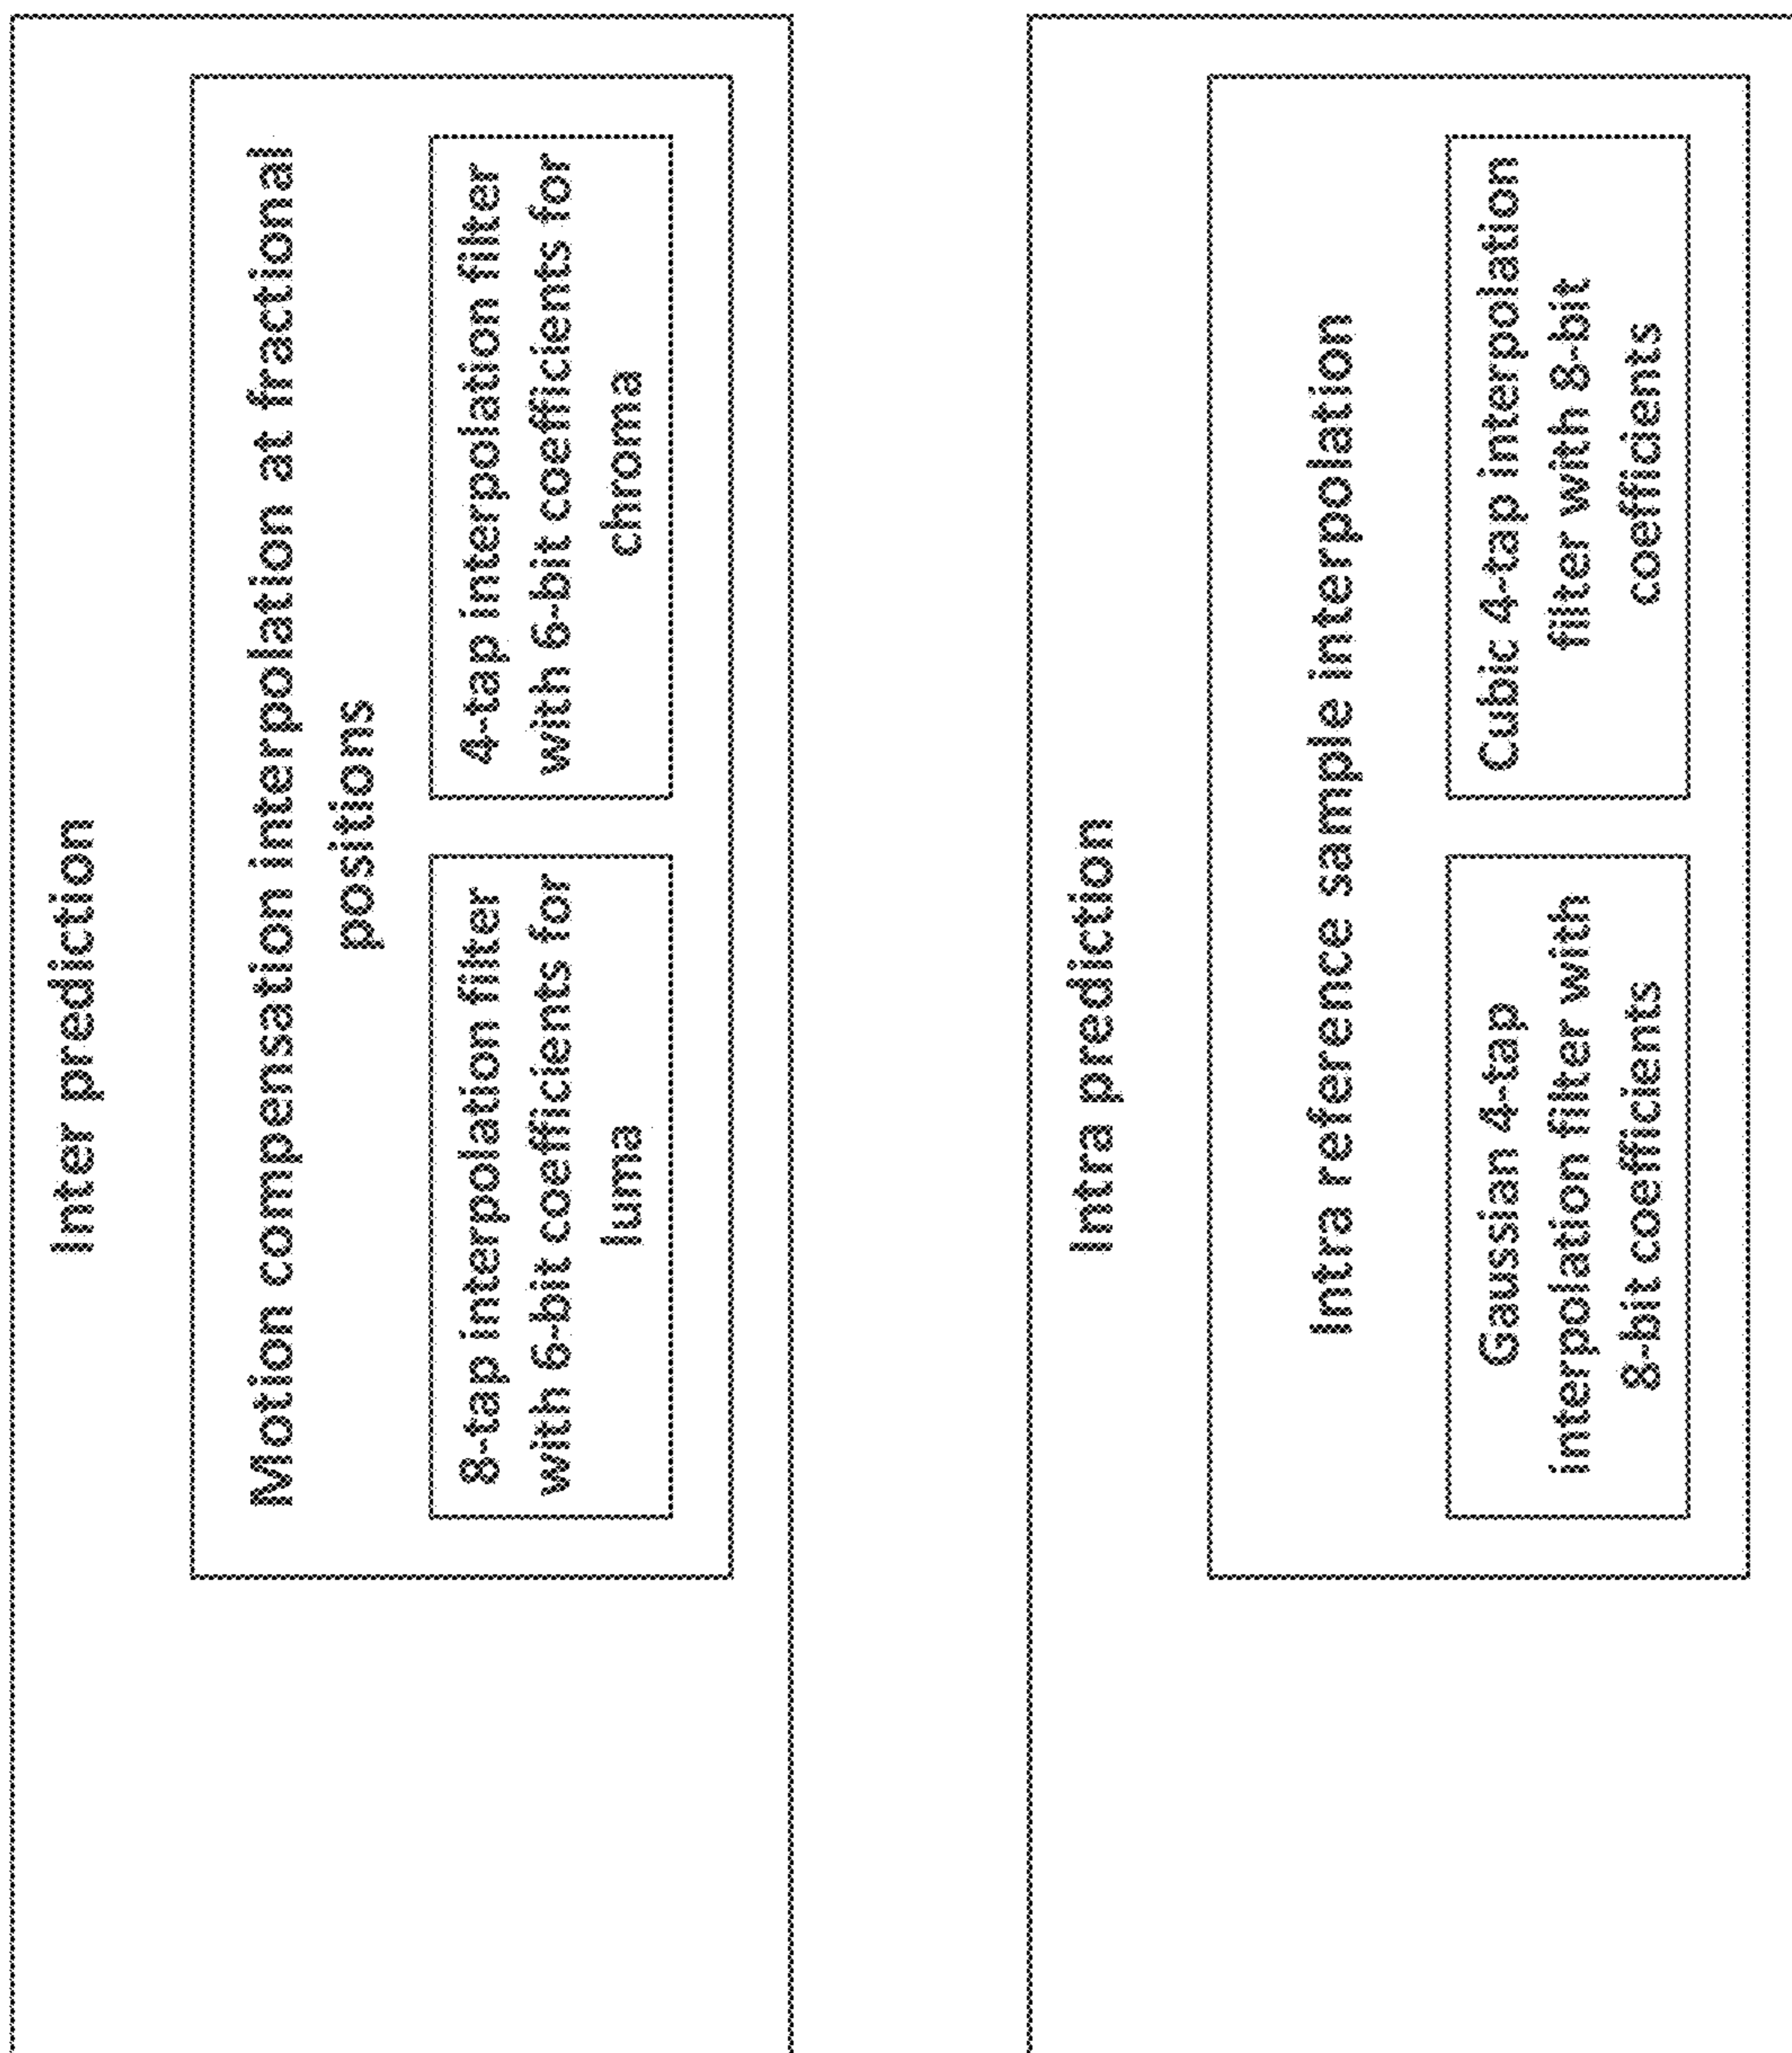 Inter prediction
Motion compensation interpolation at fractional
positions
8-tap interpolation filter
with 6-bit coefficients for
luma
4-tap interpolation filter
with 6-bit coefficients for
chroma
Intra prediction
Intra reference sample interpolation
Gaussian 4-tap
interpolation filter with
8-bit coefficients
Cubic 4-tap interpolation
filter with 8-bit
coefficients